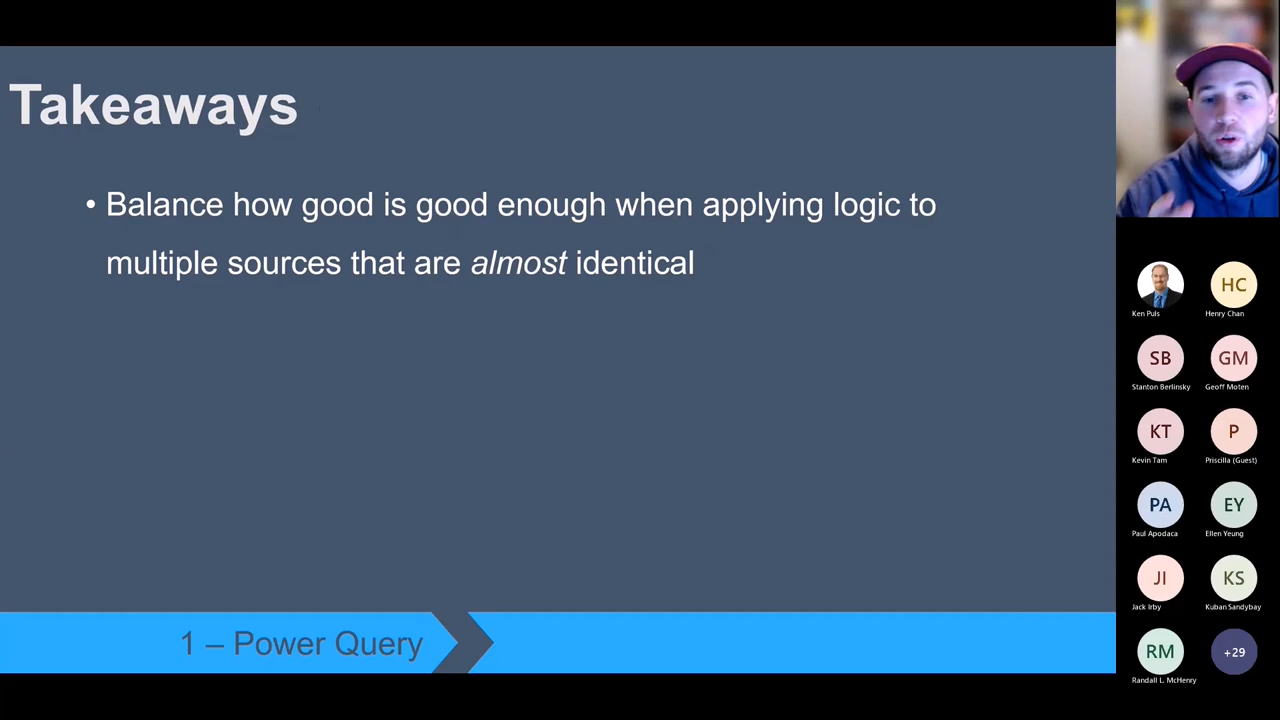 Takeaways
• Balance how good is good enough when applying logic to
multiple sources that are almost identical
1 – Power Query
Ken Puls
HC
Henry Chan
SB
Stanton Berlinsky
GM
Geoff Moten
KT
Kevin Tam
P
Priscilla (Guest)
PA
Paul Apodaca
EY
Ellen Yeung
JI
Jack Irby
KS
Kuban Sandybay
RM
Randall L. McHenry
+29